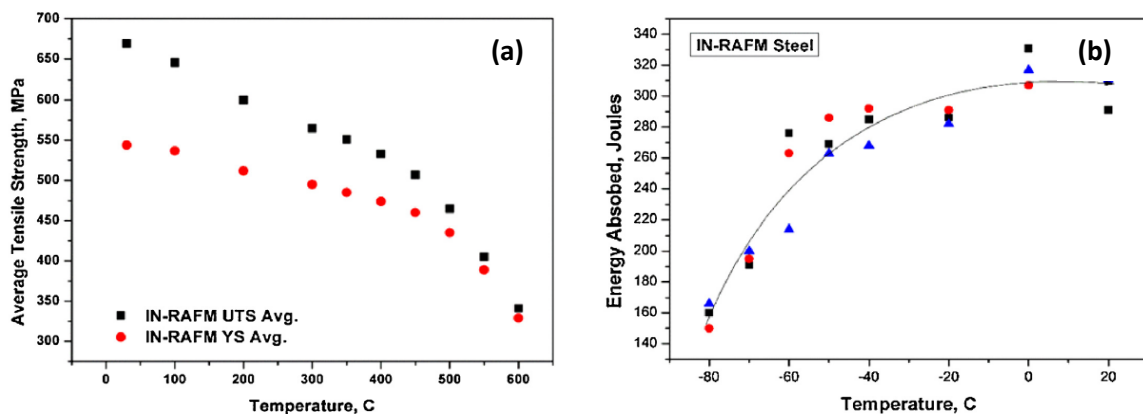 (a)
Average Tensile Strength, MPa
700
650
600
550
500
450
400
350
300
IN-RAFM UTS Avg.
IN-RAFM YS Avg.
0 100 200 300 400 500 600
Temperature, C
IN-RAFM Steel
(b)
Energy Absobed, Joules
340
320
300
280
260
240
220
200
180
160
140
-80 -60 -40 -20 0 20
Temperature, C